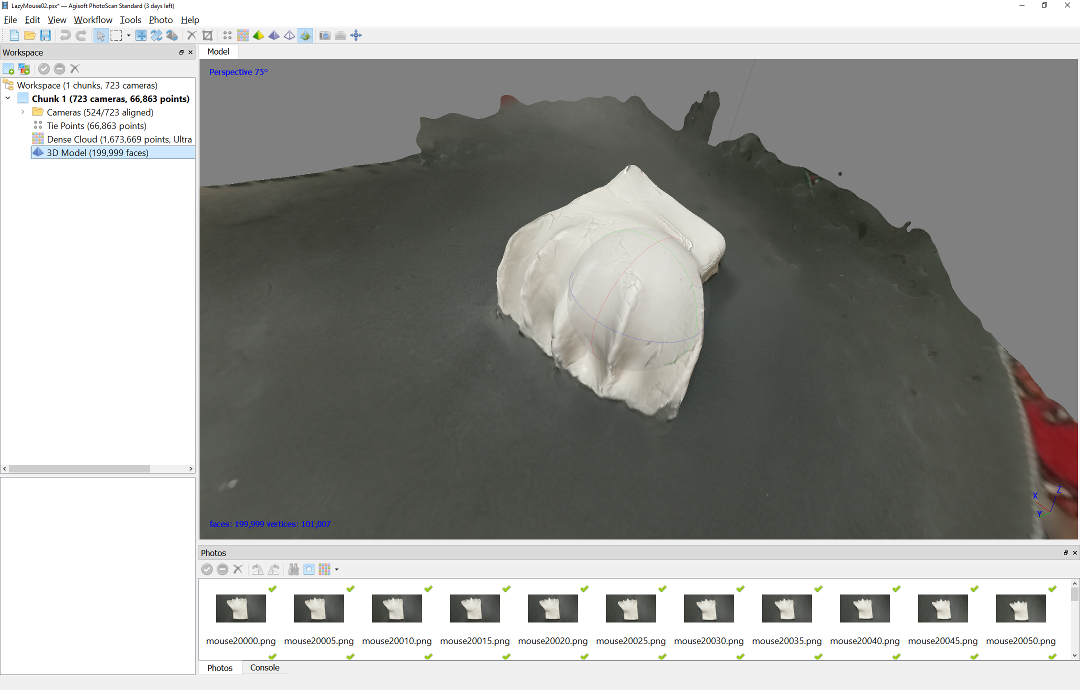 LazyMouse02.psx* — Agisoft PhotoScan Standard (3 days left)
File Edit View Workflow Tools Photo Help
Workspace
Model
Workspace (1 chunks, 723 cameras)
Chunk 1 (723 cameras, 66,863 points)
Cameras (524/723 aligned)
Tie Points (66,863 points)
Dense Cloud (1,673,669 points, Ultra
3D Model (199,999 faces)
Perspective 75°
X
Z
Y
faces: 199,999 vertices: 101,007
Photos
mouse20000.png mouse20005.png mouse20010.png mouse20015.png mouse20020.png mouse20025.png mouse20030.png mouse20035.png mouse20040.png mouse20045.png mouse20050.png
Photos Console